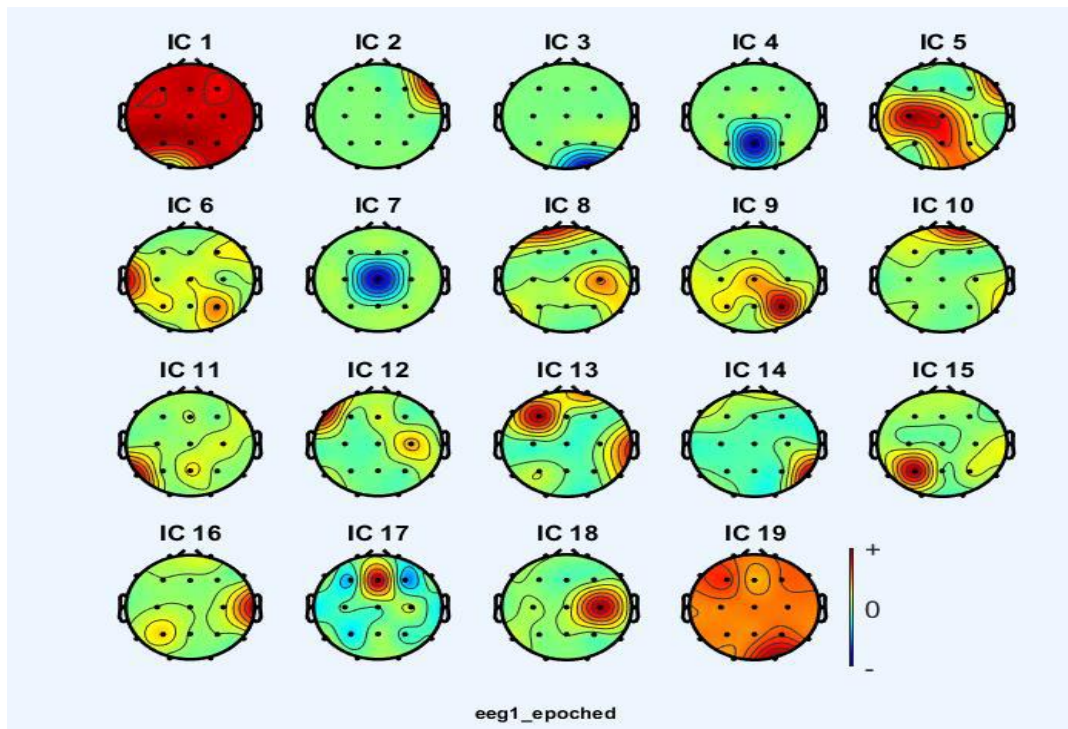 IC 1 IC 2 IC 3 IC 4 IC 5
IC 6 IC 7 IC 8 IC 9 IC 10
IC 11 IC 12 IC 13 IC 14 IC 15
IC 16 IC 17 IC 18 IC 19
+
0
-
eeg1_epoched